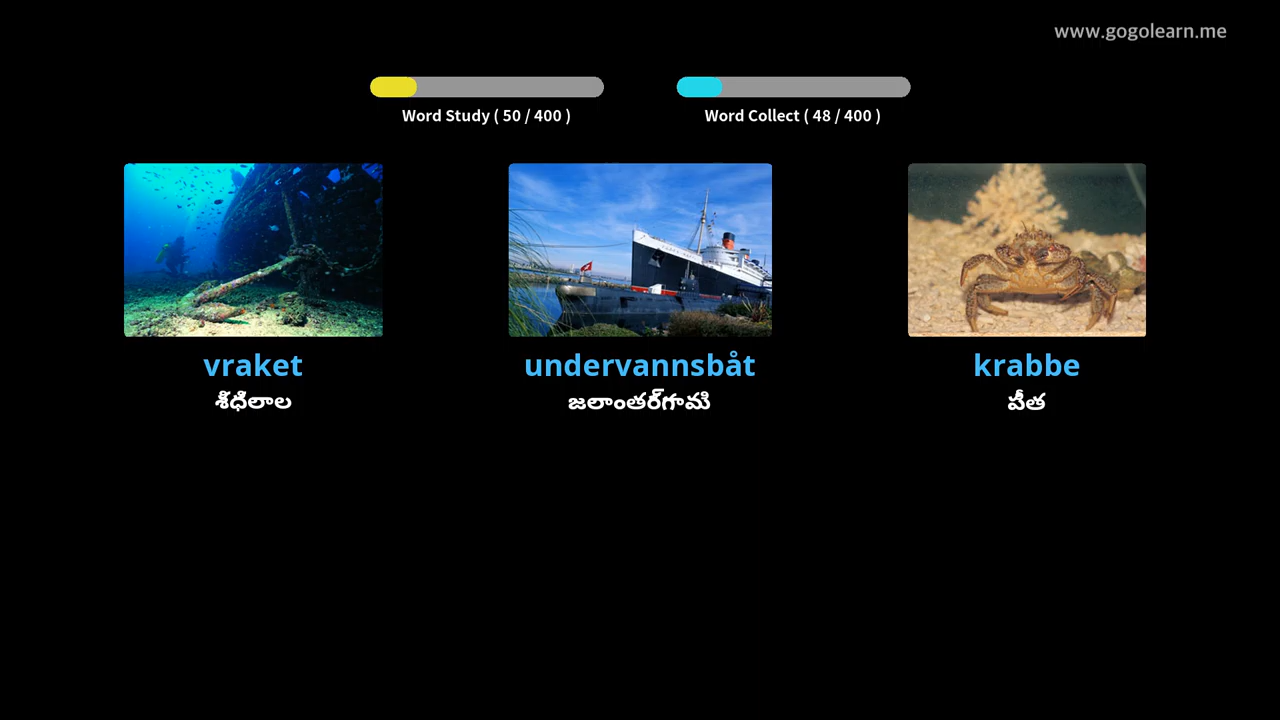 www.gogolearn.me
Word Study ( 50 / 400 )
Word Collect ( 48 / 400 )
vraket
undervannsbåt
krabbe
శిధిలాల
జలాంతర్గామి
పీత